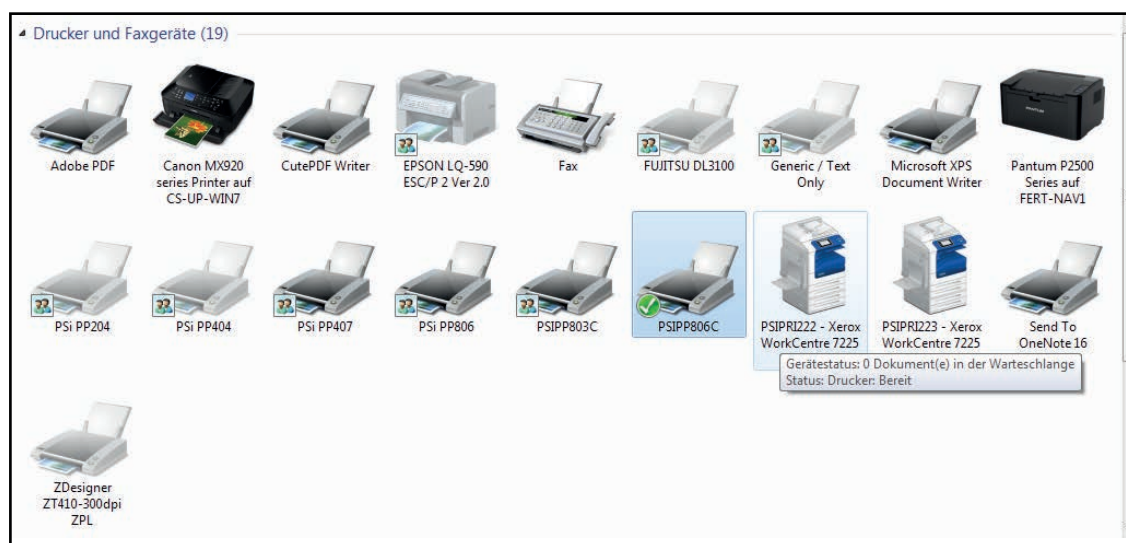 Drucker und Faxgeräte (19)
Adobe PDF
Canon MX920
series Printer auf
CS-UP-WIN7
CutePDF Writer
EPSON LQ-590
ESC/P 2 Ver 2.0
Fax
FUJITSU DL3100
Generic / Text
Only
Microsoft XPS
Document Writer
Pantum P2500
Series auf
FERT-NAV1
PSi PP204
PSi PP404
PSi PP407
PSi PP806
PSIPP803C
PSIPP806C
PSIPRI222 - Xerox
WorkCentre 7225
PSIPRI223 - Xerox
WorkCentre 7225
Send To
OneNote 16
Gerätestatus: 0 Dokument(e) in der Warteschlange
Status: Drucker: Bereit
ZDesigner
ZT410-300dpi
ZPL